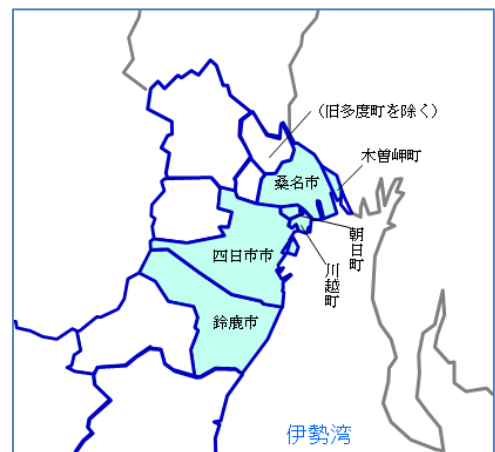 （旧多度町を除く）
木曽岬町
桑名市
朝日町
四日市市
川越町
鈴鹿市
伊勢湾